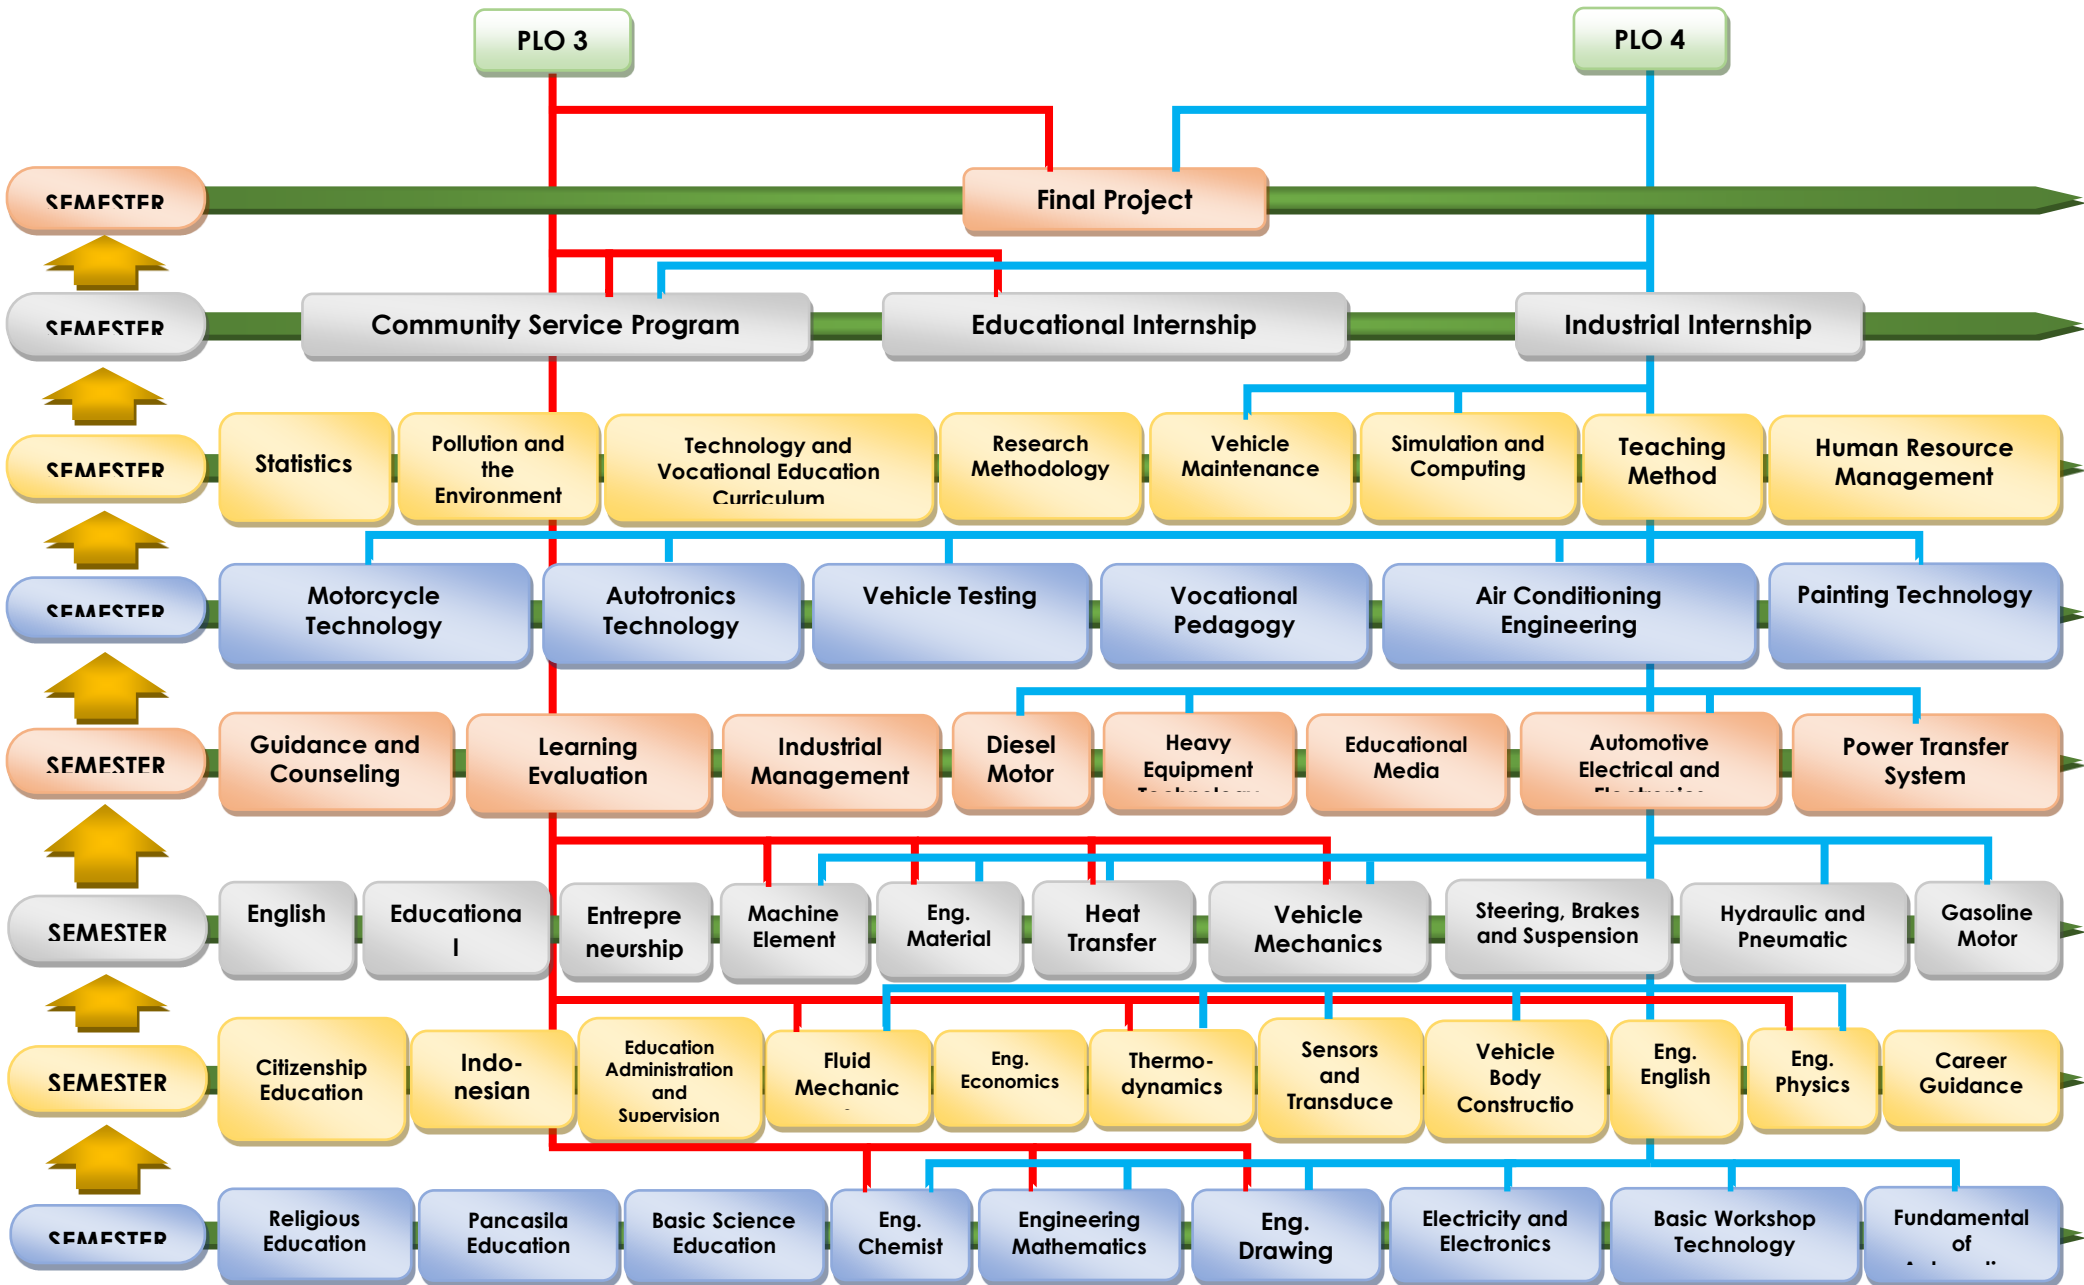 PLO 3
PLO 4
SEMESTER
Final Project
SEMESTER
Community Service Program
Educational Internship
Industrial Internship
SEMESTER
Statistics
Pollution and
the
Environment
Technology and
Vocational Education
Curriculum
Research
Methodology
Vehicle
Maintenance
Simulation and
Computing
Teaching
Method
Human Resource
Management
SEMESTER
Motorcycle
Technology
Autotronics
Technology
Vehicle Testing
Vocational
Pedagogy
Air Conditioning
Engineering
Painting Technology
SEMESTER
Guidance and
Counseling
Learning
Evaluation
Industrial
Management
Diesel
Motor
Heavy
Equipment
Technology
Educational
Media
Automotive
Electrical and
Electronics
Power Transfer
System
SEMESTER
English
Educationa
l
Entrepre
neurship
Machine
Element
Eng.
Material
Heat
Transfer
Vehicle
Mechanics
Steering, Brakes
and Suspension
Hydraulic and
Pneumatic
Gasoline
Motor
SEMESTER
Citizenship
Education
Indo-
nesian
Education
Administration
and
Supervision
Fluid
Mechanic
Eng.
Economics
Thermo-
dynamics
Sensors
and
Transduce
Vehicle
Body
Constructio
Eng.
English
Eng.
Physics
Career
Guidance
SEMESTER
Religious
Education
Pancasila
Education
Basic Science
Education
Eng.
Chemist
Engineering
Mathematics
Eng.
Drawing
Electricity and
Electronics
Basic Workshop
Technology
Fundamental
of